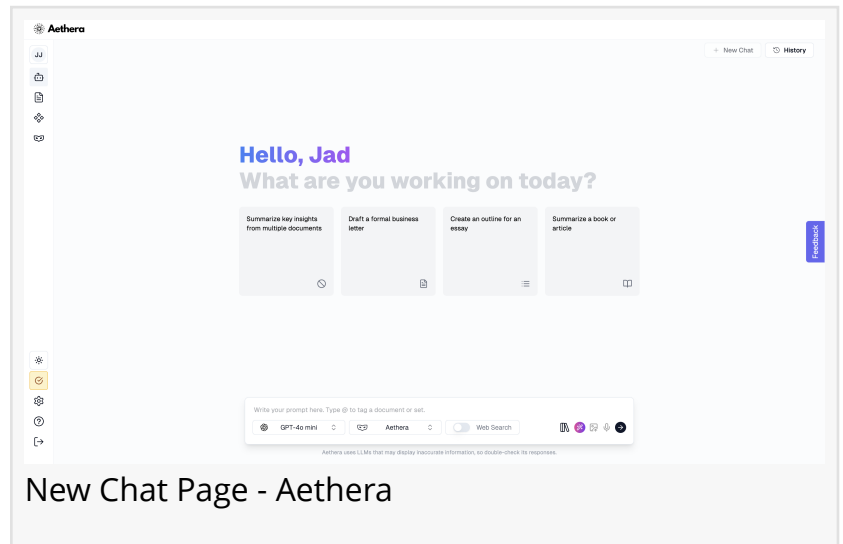 Aethera
JJ
+ New Chat
History
Hello, Jad
What are you working on today?
Summarize key insights
from multiple documents
Draft a formal business
letter
Create an outline for an
essay
Summarize a book or
article
Feedback
Write your prompt here. Type @ to tag a document or set.
GPT-4o mini
Aethera
Web Search
Aethera uses LLMs that may display inaccurate information, so double-check its responses.
New Chat Page - Aethera